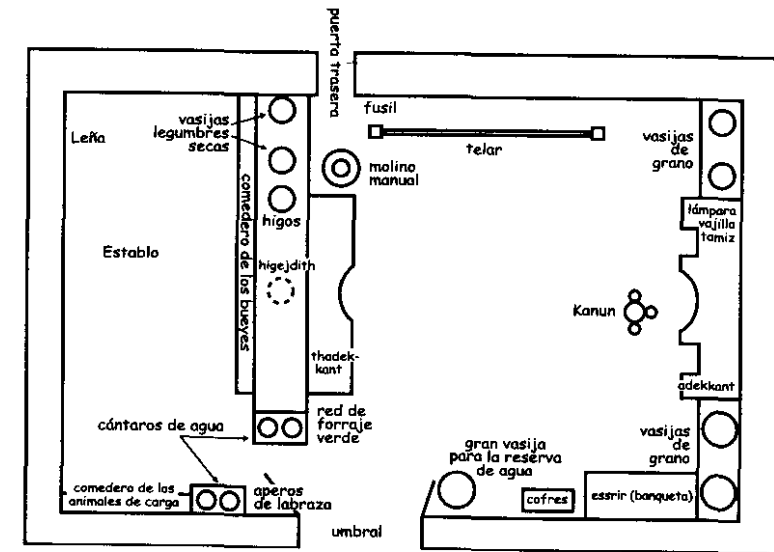 puerta trasera
fusil
telar
vasijas
legumbres
secas
Leña
molino
manual
vasijas
de
grano
comedero de los bueyes
higos
lámpara
vajilla
tamiz
Establo
higejdith
Kanun
thadek-
kant
adekkant
red de
forraje
verde
cántaros de agua
gran vasija
para la reserva
de agua
vasijas
de
grano
comedero de los
animales de carga
aperos
de labraza
cofres
essrir (banqueta)
umbral